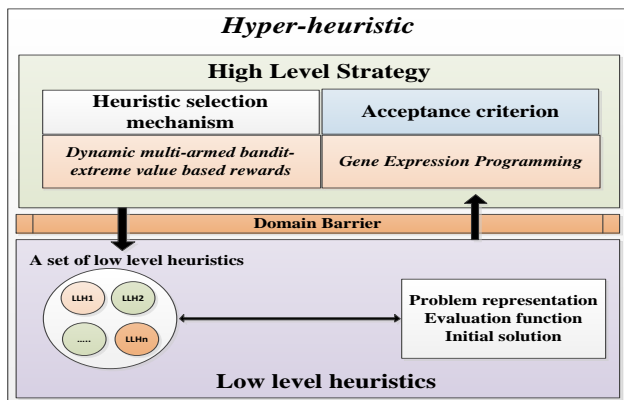 Hyper-heuristic
High Level Strategy
Heuristic selection
mechanism
Acceptance criterion
Dynamic multi-armed bandit-
extreme value based rewards
Gene Expression Programming
Domain Barrier
A set of low level heuristics
LLH1
LLH2
.....
LLHn
Problem representation
Evaluation function
Initial solution
Low level heuristics